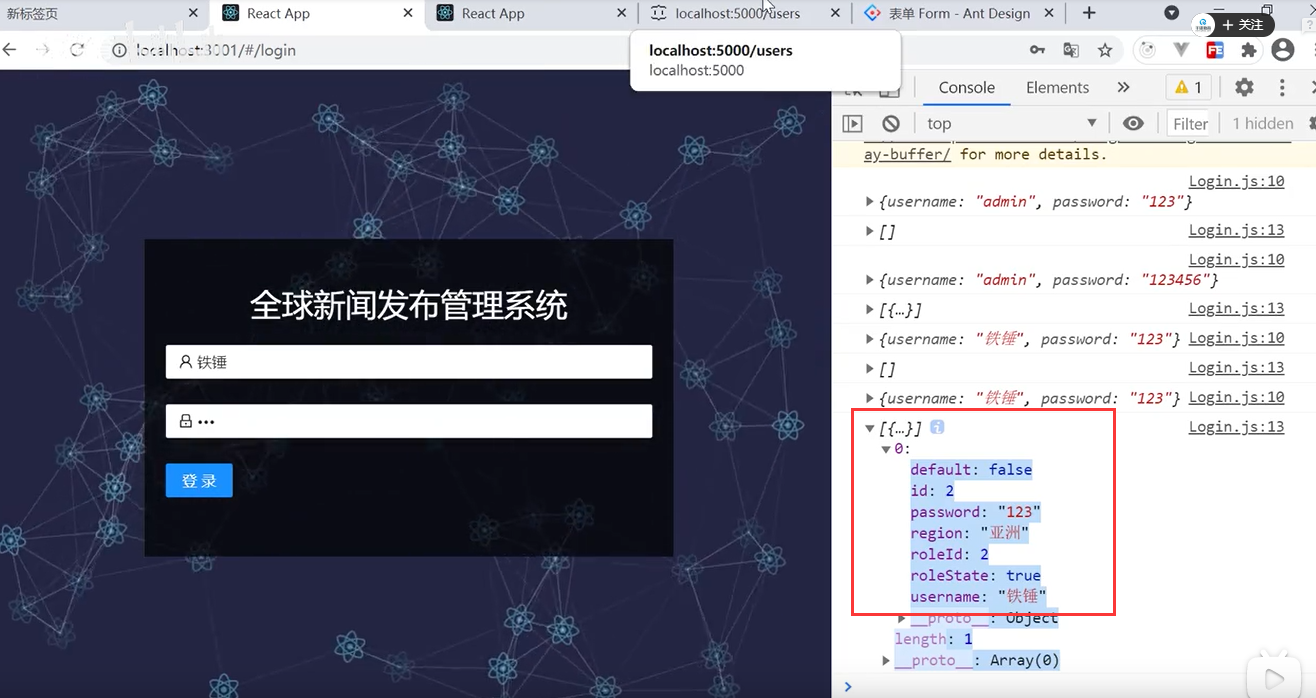 新标签页
React App
React App
localhost:5000/users
表单 Form - Ant Design
+ 关注
localhost:3001/#/login
localhost:5000/users
localhost:5000
Console
Elements
1
top
Filter
1 hidden
ay-buffer/ for more details.
Login.js:10
{username: "admin", password: "123"}
[]
Login.js:13
Login.js:10
{username: "admin", password: "123456"}
[{…}]
Login.js:13
{username: "铁锤", password: "123"}
Login.js:10
[]
Login.js:13
{username: "铁锤", password: "123"}
Login.js:10
[{…}]
Login.js:13
0:
default: false
id: 2
password: "123"
region: "亚洲"
roleId: 2
roleState: true
username: "铁锤"
__proto__: Object
length: 1
__proto__: Array(0)
全球新闻发布管理系统
铁锤
•••
登 录